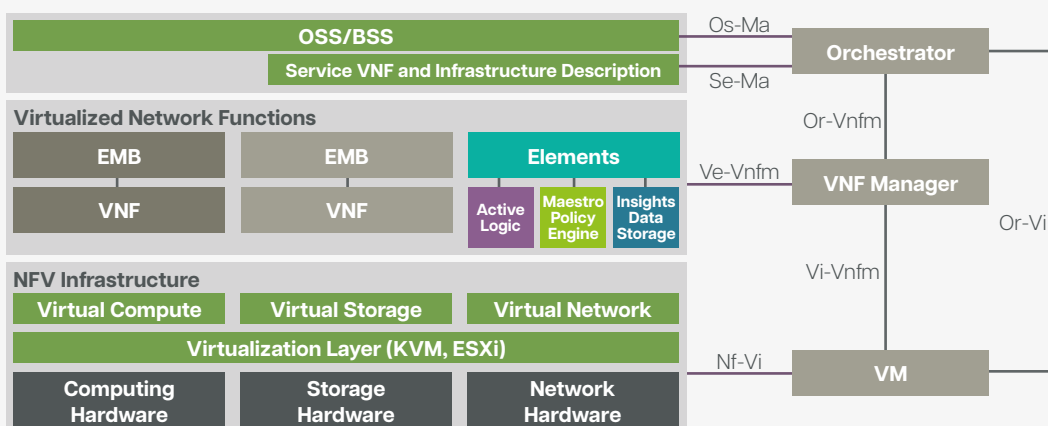 OSS/BSS
Service VNF and Infrastructure Description
Os-Ma
Se-Ma
Orchestrator
Or-Vnfm
Virtualized Network Functions
EMB
EMB
Elements
VNF
VNF
Active
Logic
Maestro
Policy
Engine
Insights
Data
Storage
Ve-Vnfm
VNF Manager
Or-Vi
Vi-Vnfm
NFV Infrastructure
Virtual Compute
Virtual Storage
Virtual Network
Virtualization Layer (KVM, ESXi)
Nf-Vi
VM
Computing
Hardware
Storage
Hardware
Network
Hardware